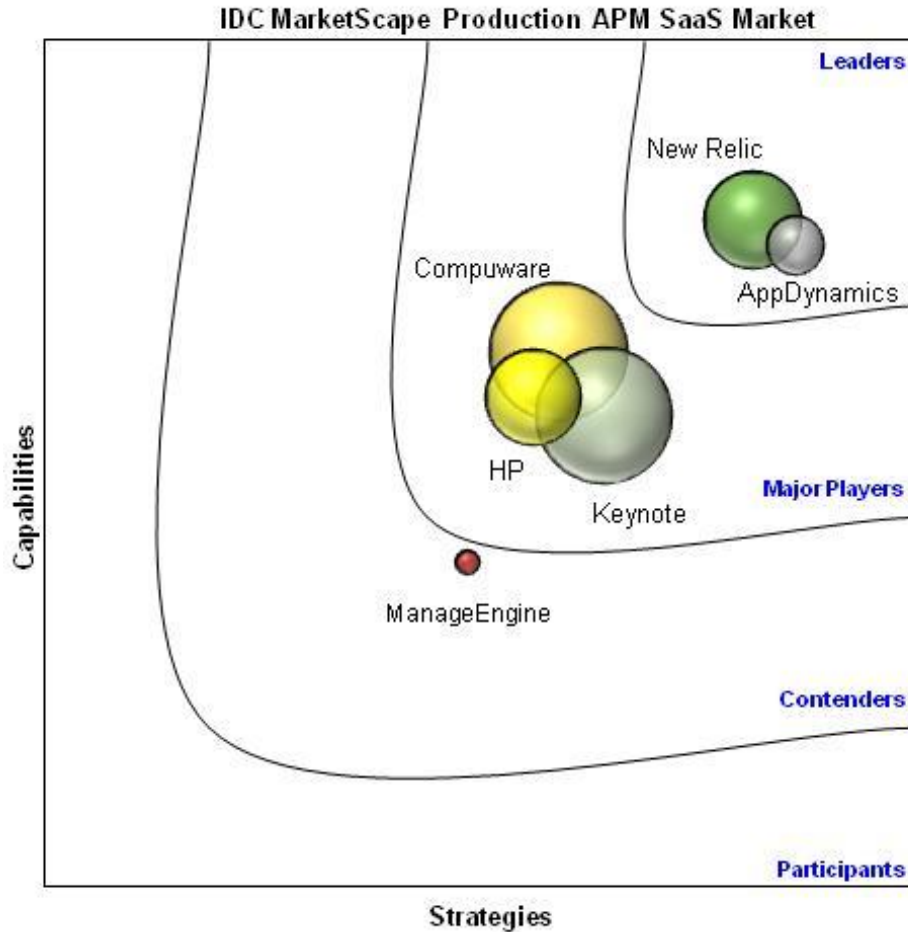 IDC MarketScape Production APM SaaS Market
Leaders
New Relic
Compuware
AppDynamics
HP
Major Players
Keynote
Capabilities
ManageEngine
Contenders
Participants
Strategies